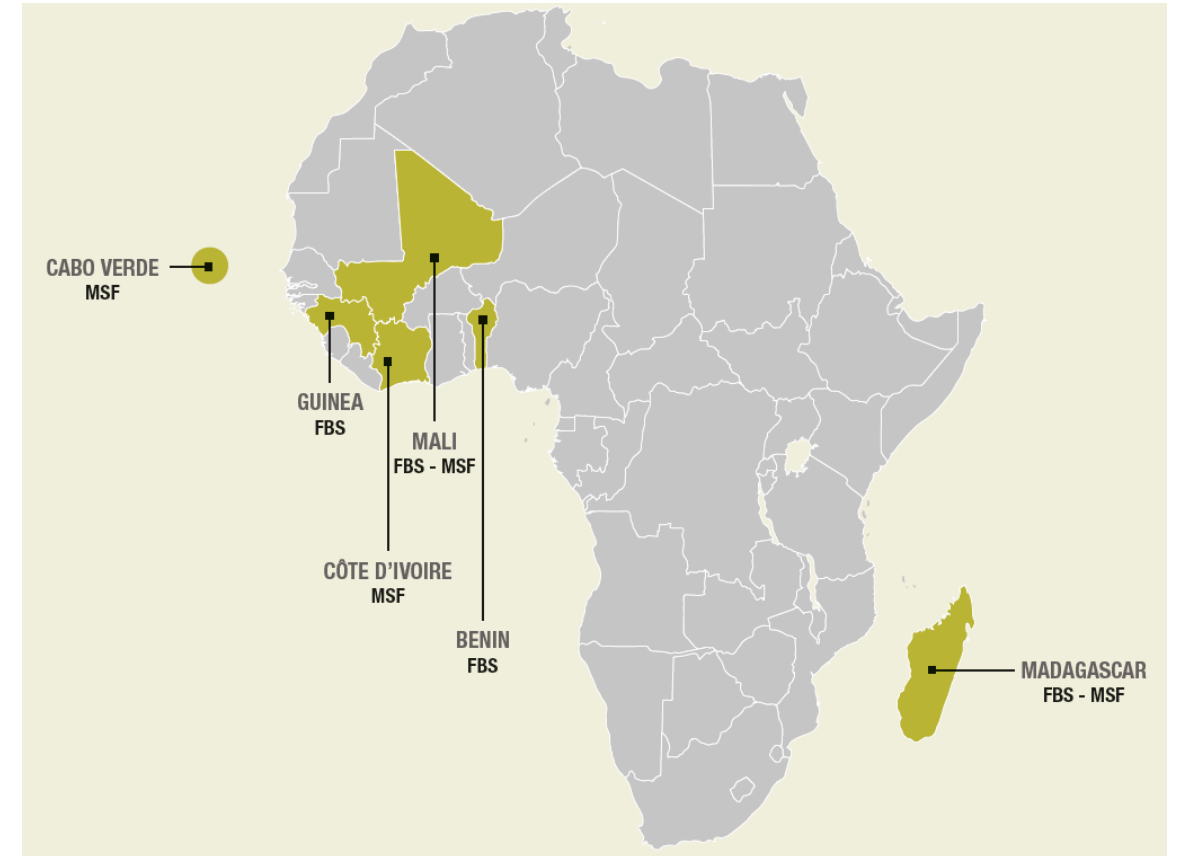 CABO VERDE
MSF
GUINEA
FBS
MALI
FBS - MSF
CÔTE D’IVOIRE
MSF
BENIN
FBS
MADAGASCAR
FBS - MSF